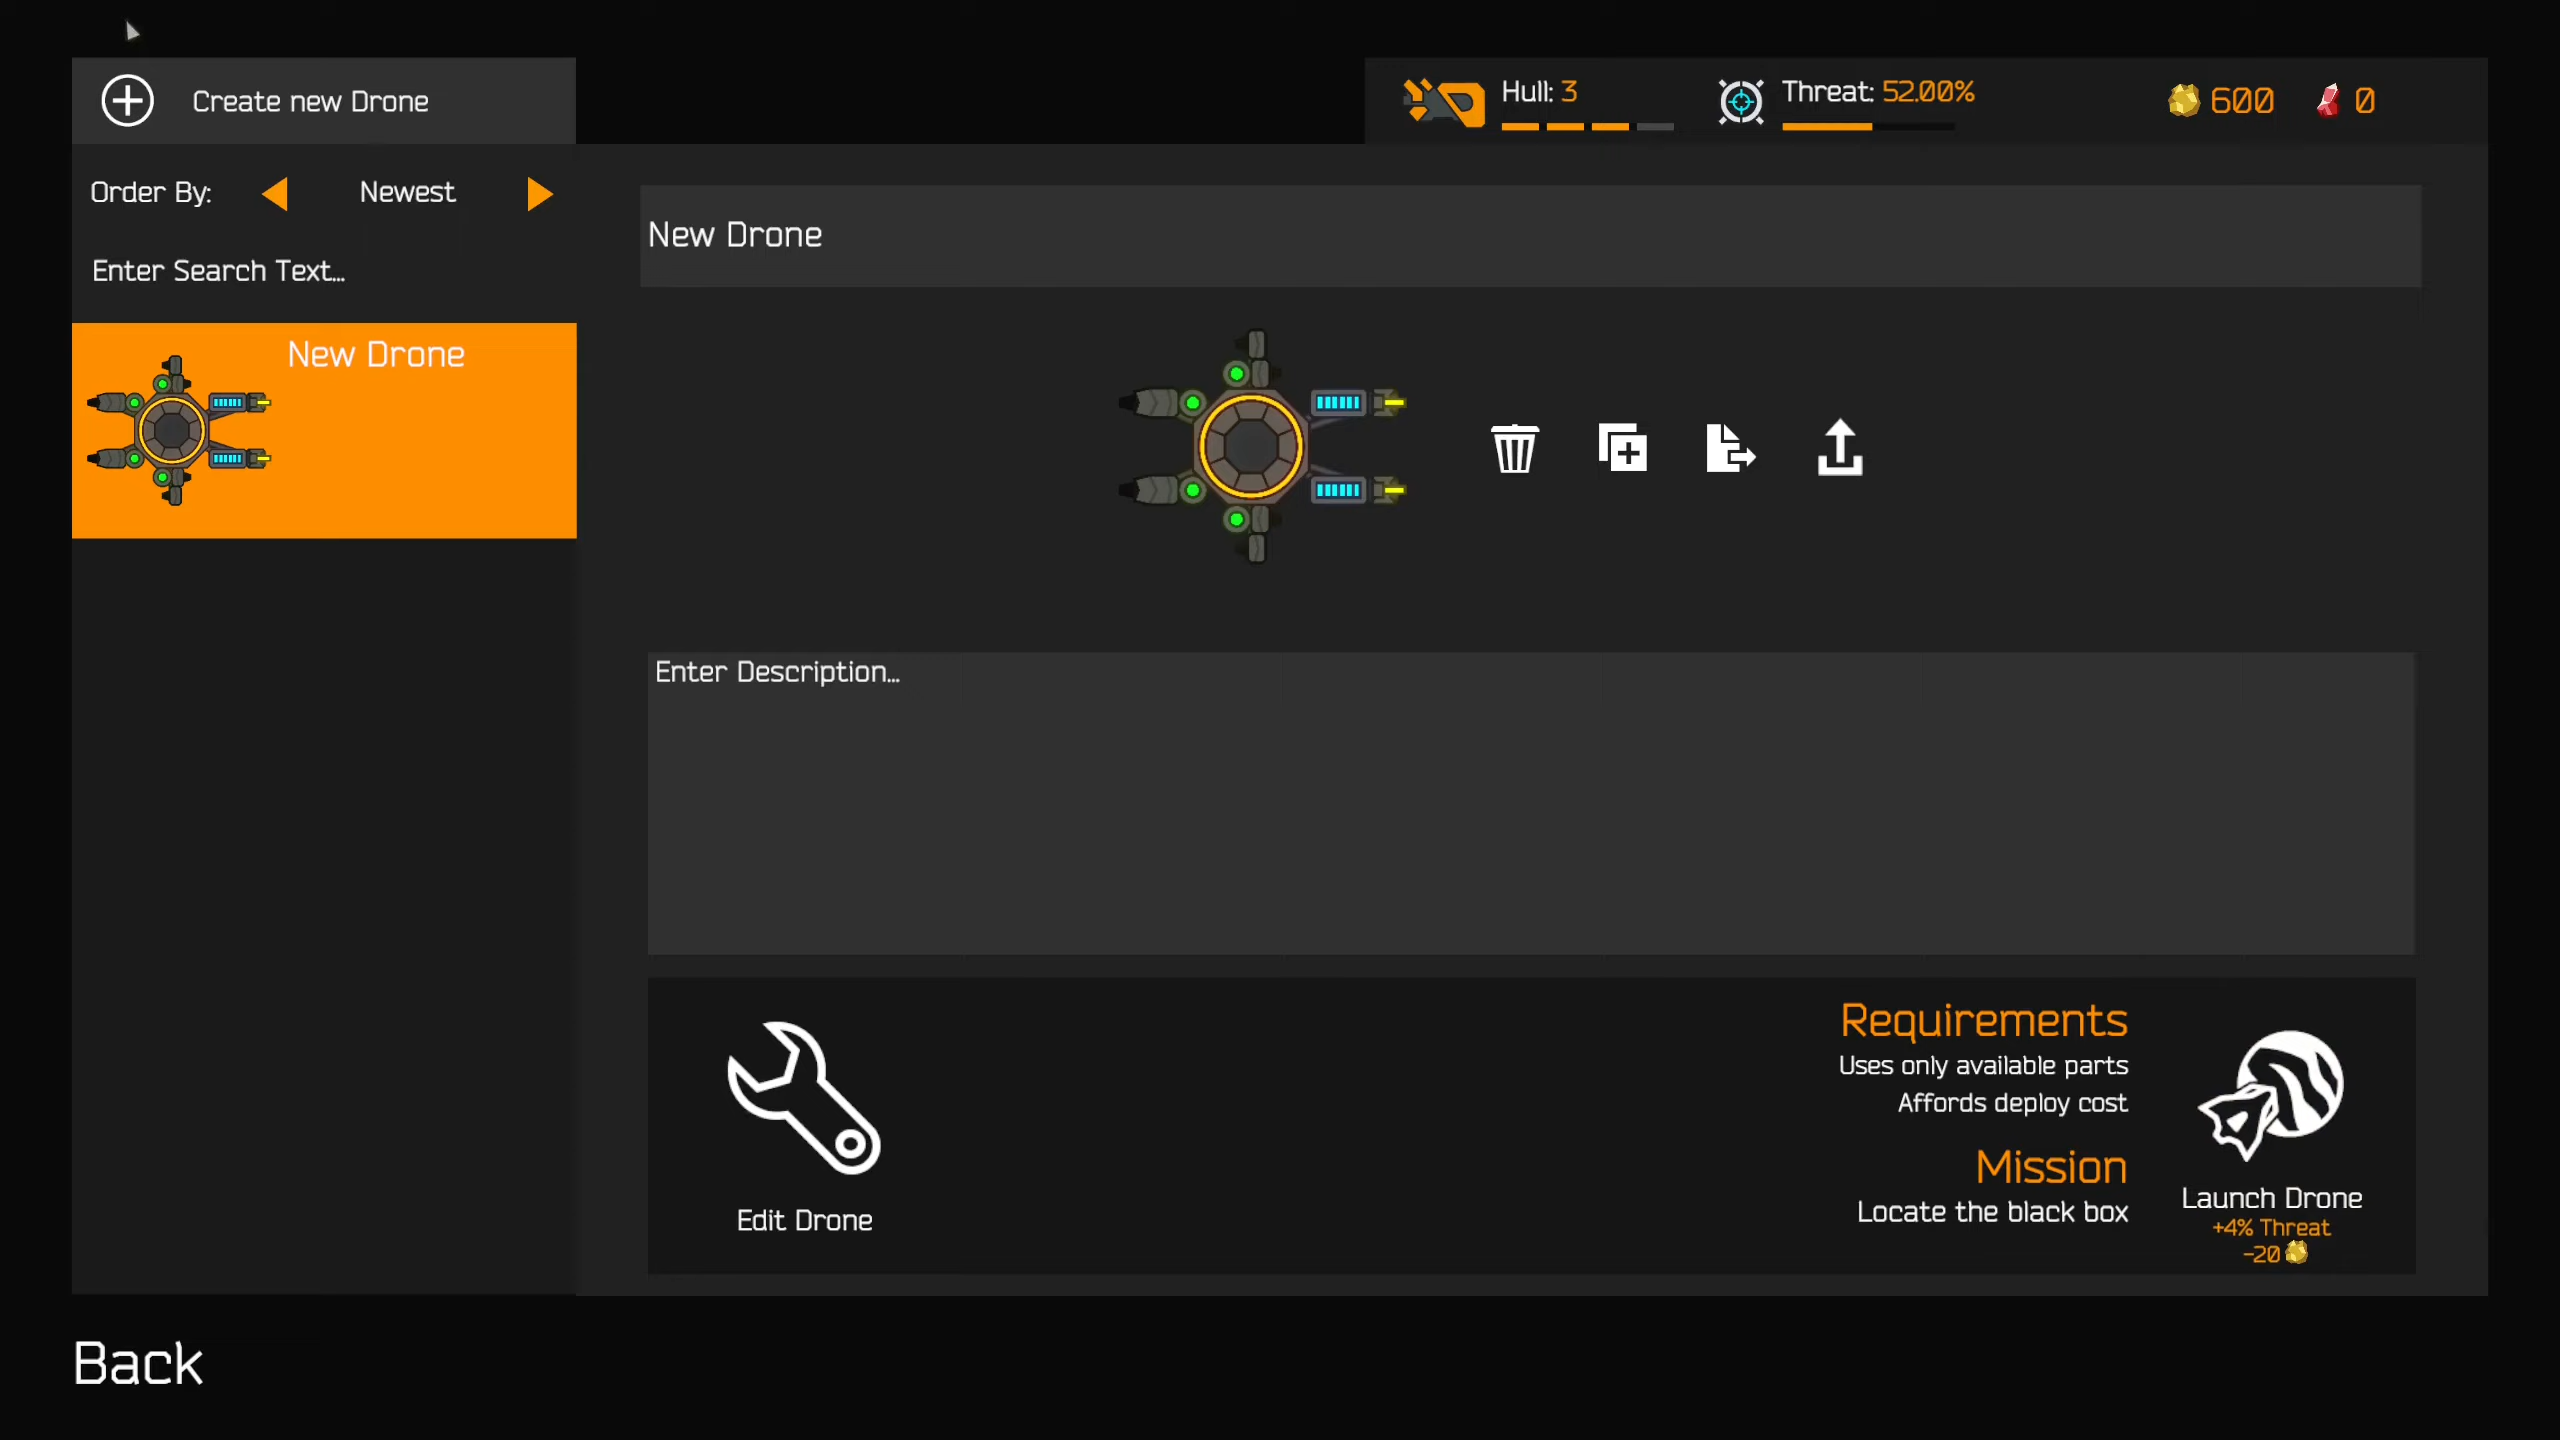 Create new Drone
Hull: 3
Threat: 52.00%
600
0
Order By:
Newest
Enter Search Text...
New Drone
New Drone
Enter Description...
Edit Drone
Requirements
Uses only available parts
Affords deploy cost
Mission
Locate the black box
Launch Drone
+4% Threat
-20
Back